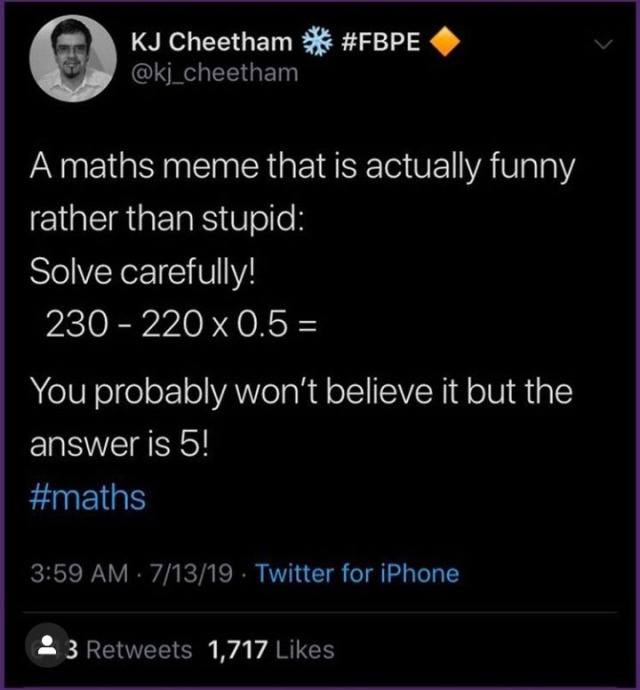 KJ Cheetham ❄ #FBPE 🔶
@kj_cheetham
A maths meme that is actually funny
rather than stupid:
Solve carefully!
230 - 220 x 0.5 =
You probably won't believe it but the
answer is 5!
#maths
3:59 AM · 7/13/19 · Twitter for iPhone
Retweets 1,717 Likes